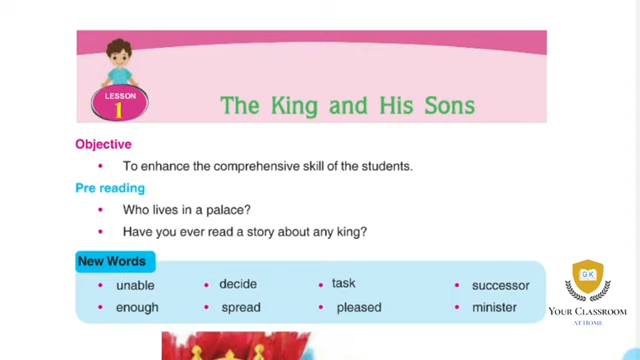 LESSON
1
The King and His Sons
Objective
• To enhance the comprehensive skill of the students.
Pre reading
• Who lives in a palace?
• Have you ever read a story about any king?
New Words
• unable • decide • task • successor
• enough • spread • pleased • minister
GK
YOUR CLASSROOM
AT HOME